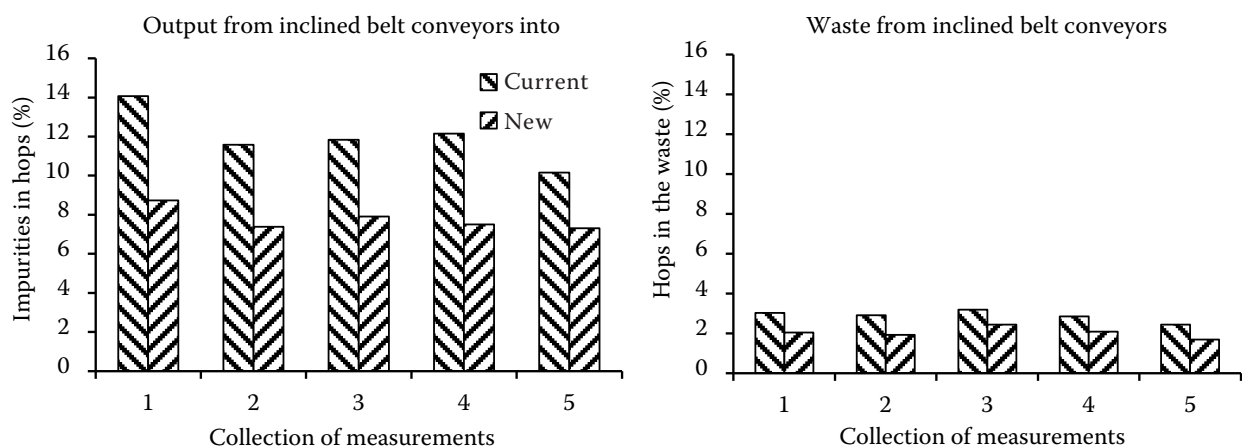 Output from inclined belt conveyors into
Impurities in hops (%)
16
14
12
10
8
6
4
2
0
Current
New
1 2 3 4 5
Collection of measurements
Waste from inclined belt conveyors
Hops in the waste (%)
16
14
12
10
8
6
4
2
0
1 2 3 4 5
Collection of measurements